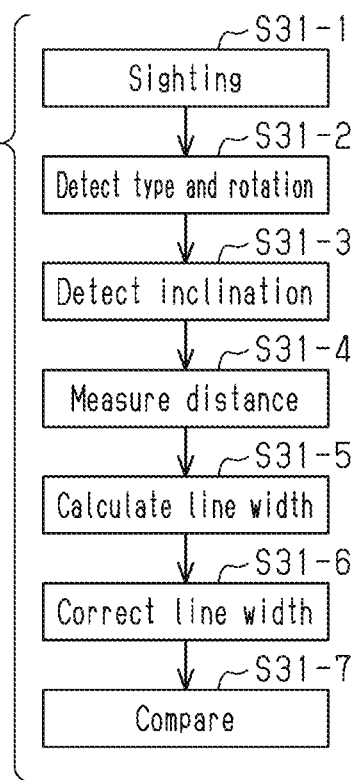 S31-1
Sighting
S31-2
Detect type and rotation
S31-3
Detect inclination
S31-4
Measure distance
S31-5
Calculate line width
S31-6
Correct line width
S31-7
Compare